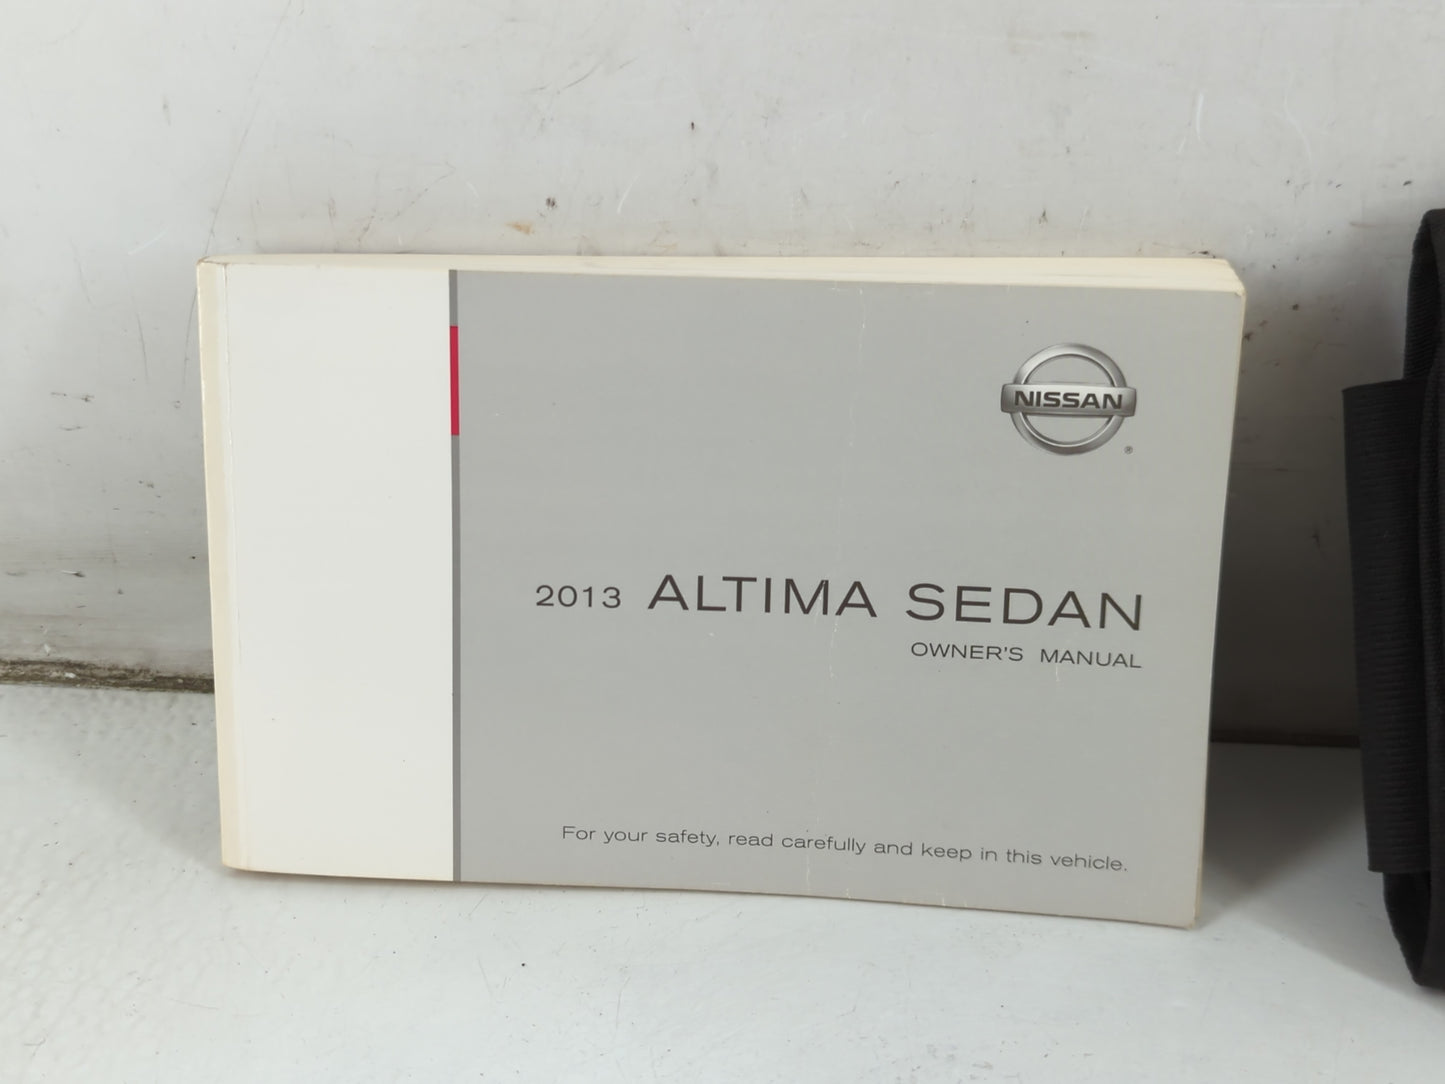 NISSAN
®
2013 ALTIMA SEDAN
OWNER'S MANUAL
For your safety, read carefully and keep in this vehicle.